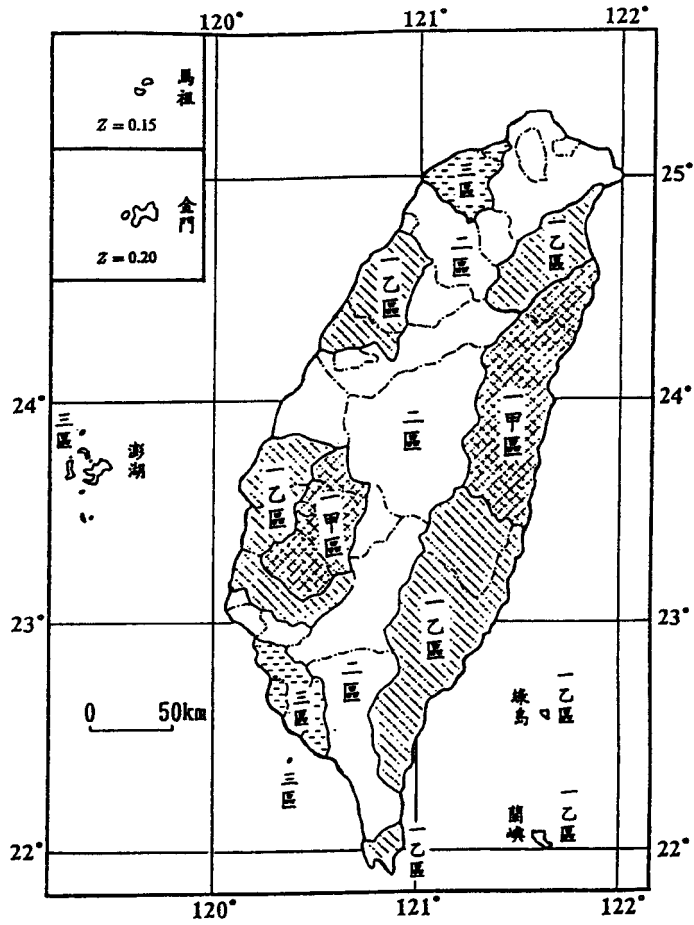 120°
121°
122°
馬祖
Z = 0.15
金門
Z = 0.20
25°
三區
二區
一乙區
一乙區
24°
24°
一甲區
二區
三區
澎湖
一乙區
一甲區
23°
23°
一乙區
二區
三區
0 50km
三區
綠島
一乙區
蘭嶼
一乙區
一乙區
22°
22°
120°
121°
122°